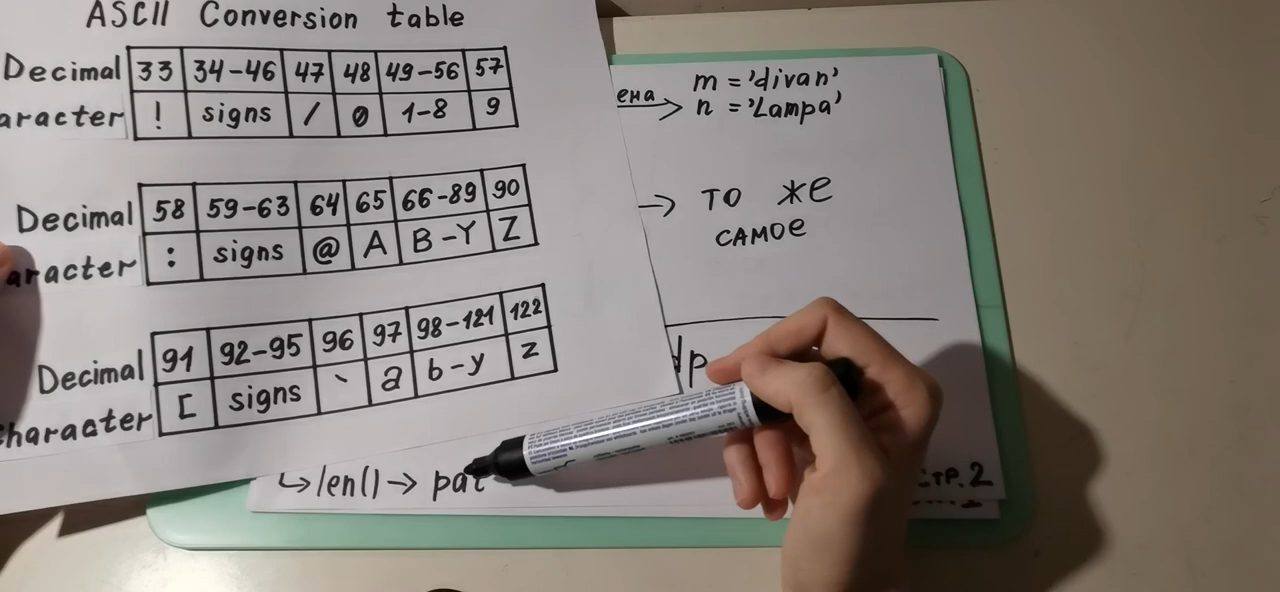 ASCII Conversion table
Decimal 33 34-46 47 48 49-56 57
aracter ! signs / 0 1-8 9
Decimal 58 59-63 64 65 66-89 90
aracter : signs @ A B-Y Z
Decimal 91 92-95 96 97 98-121 122
Character [ signs ` a b-y z
ена → m = 'divan'
n = 'Lampa'
→ то же
самое
↳ len() → pat
стр. 2